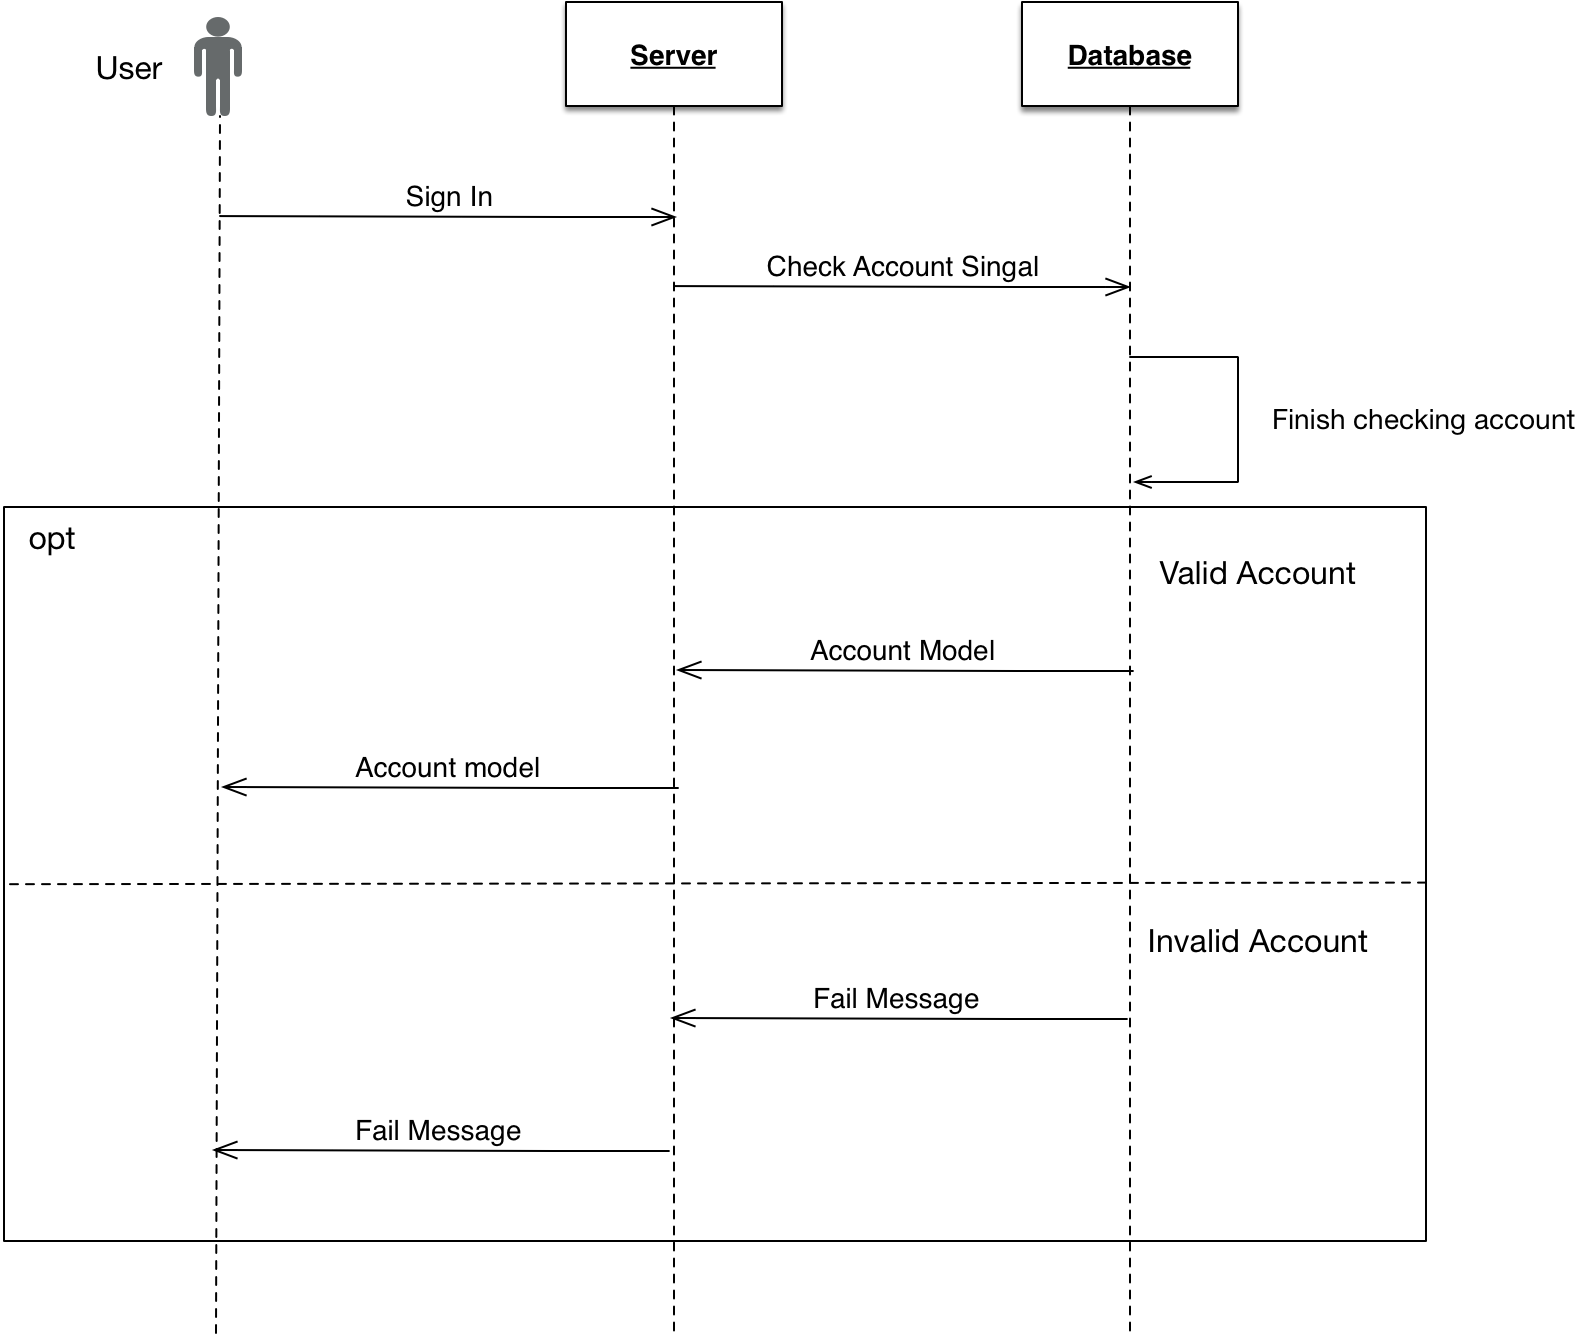 User
Server
Database
Sign In
Check Account Singal
Finish checking account
opt
Valid Account
Account Model
Account model
Invalid Account
Fail Message
Fail Message